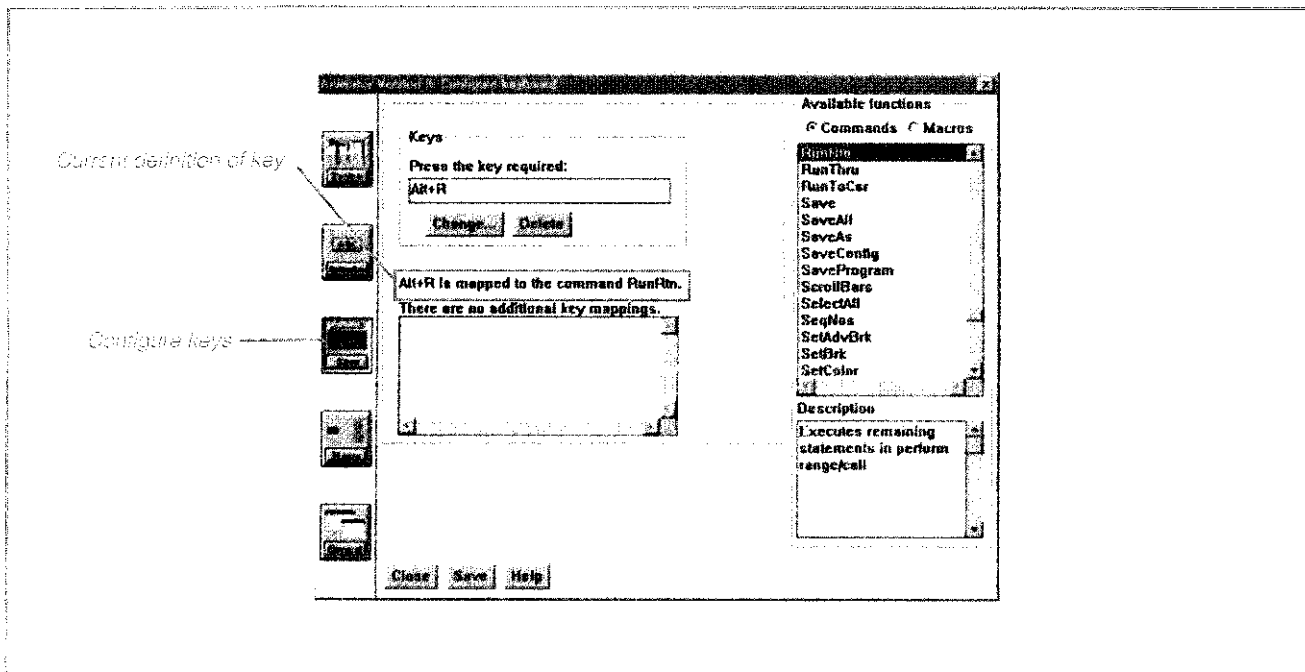 Current definition of key
Configure keys
Keys
Press the key required:
Alt+R
Change...
Delete
Alt+R is mapped to the command RunRtn.
There are no additional key mappings.
Close
Save
Help
Available functions
Commands
Macros
RunRtn
RunThru
RunToCsr
Save
SaveAll
SaveAs
SaveConfig
SaveProgram
ScrollBars
SelectAll
SeqNos
SetAdvBrk
SetBrk
SetColor
Description
Executes remaining
statements in perform
range/call